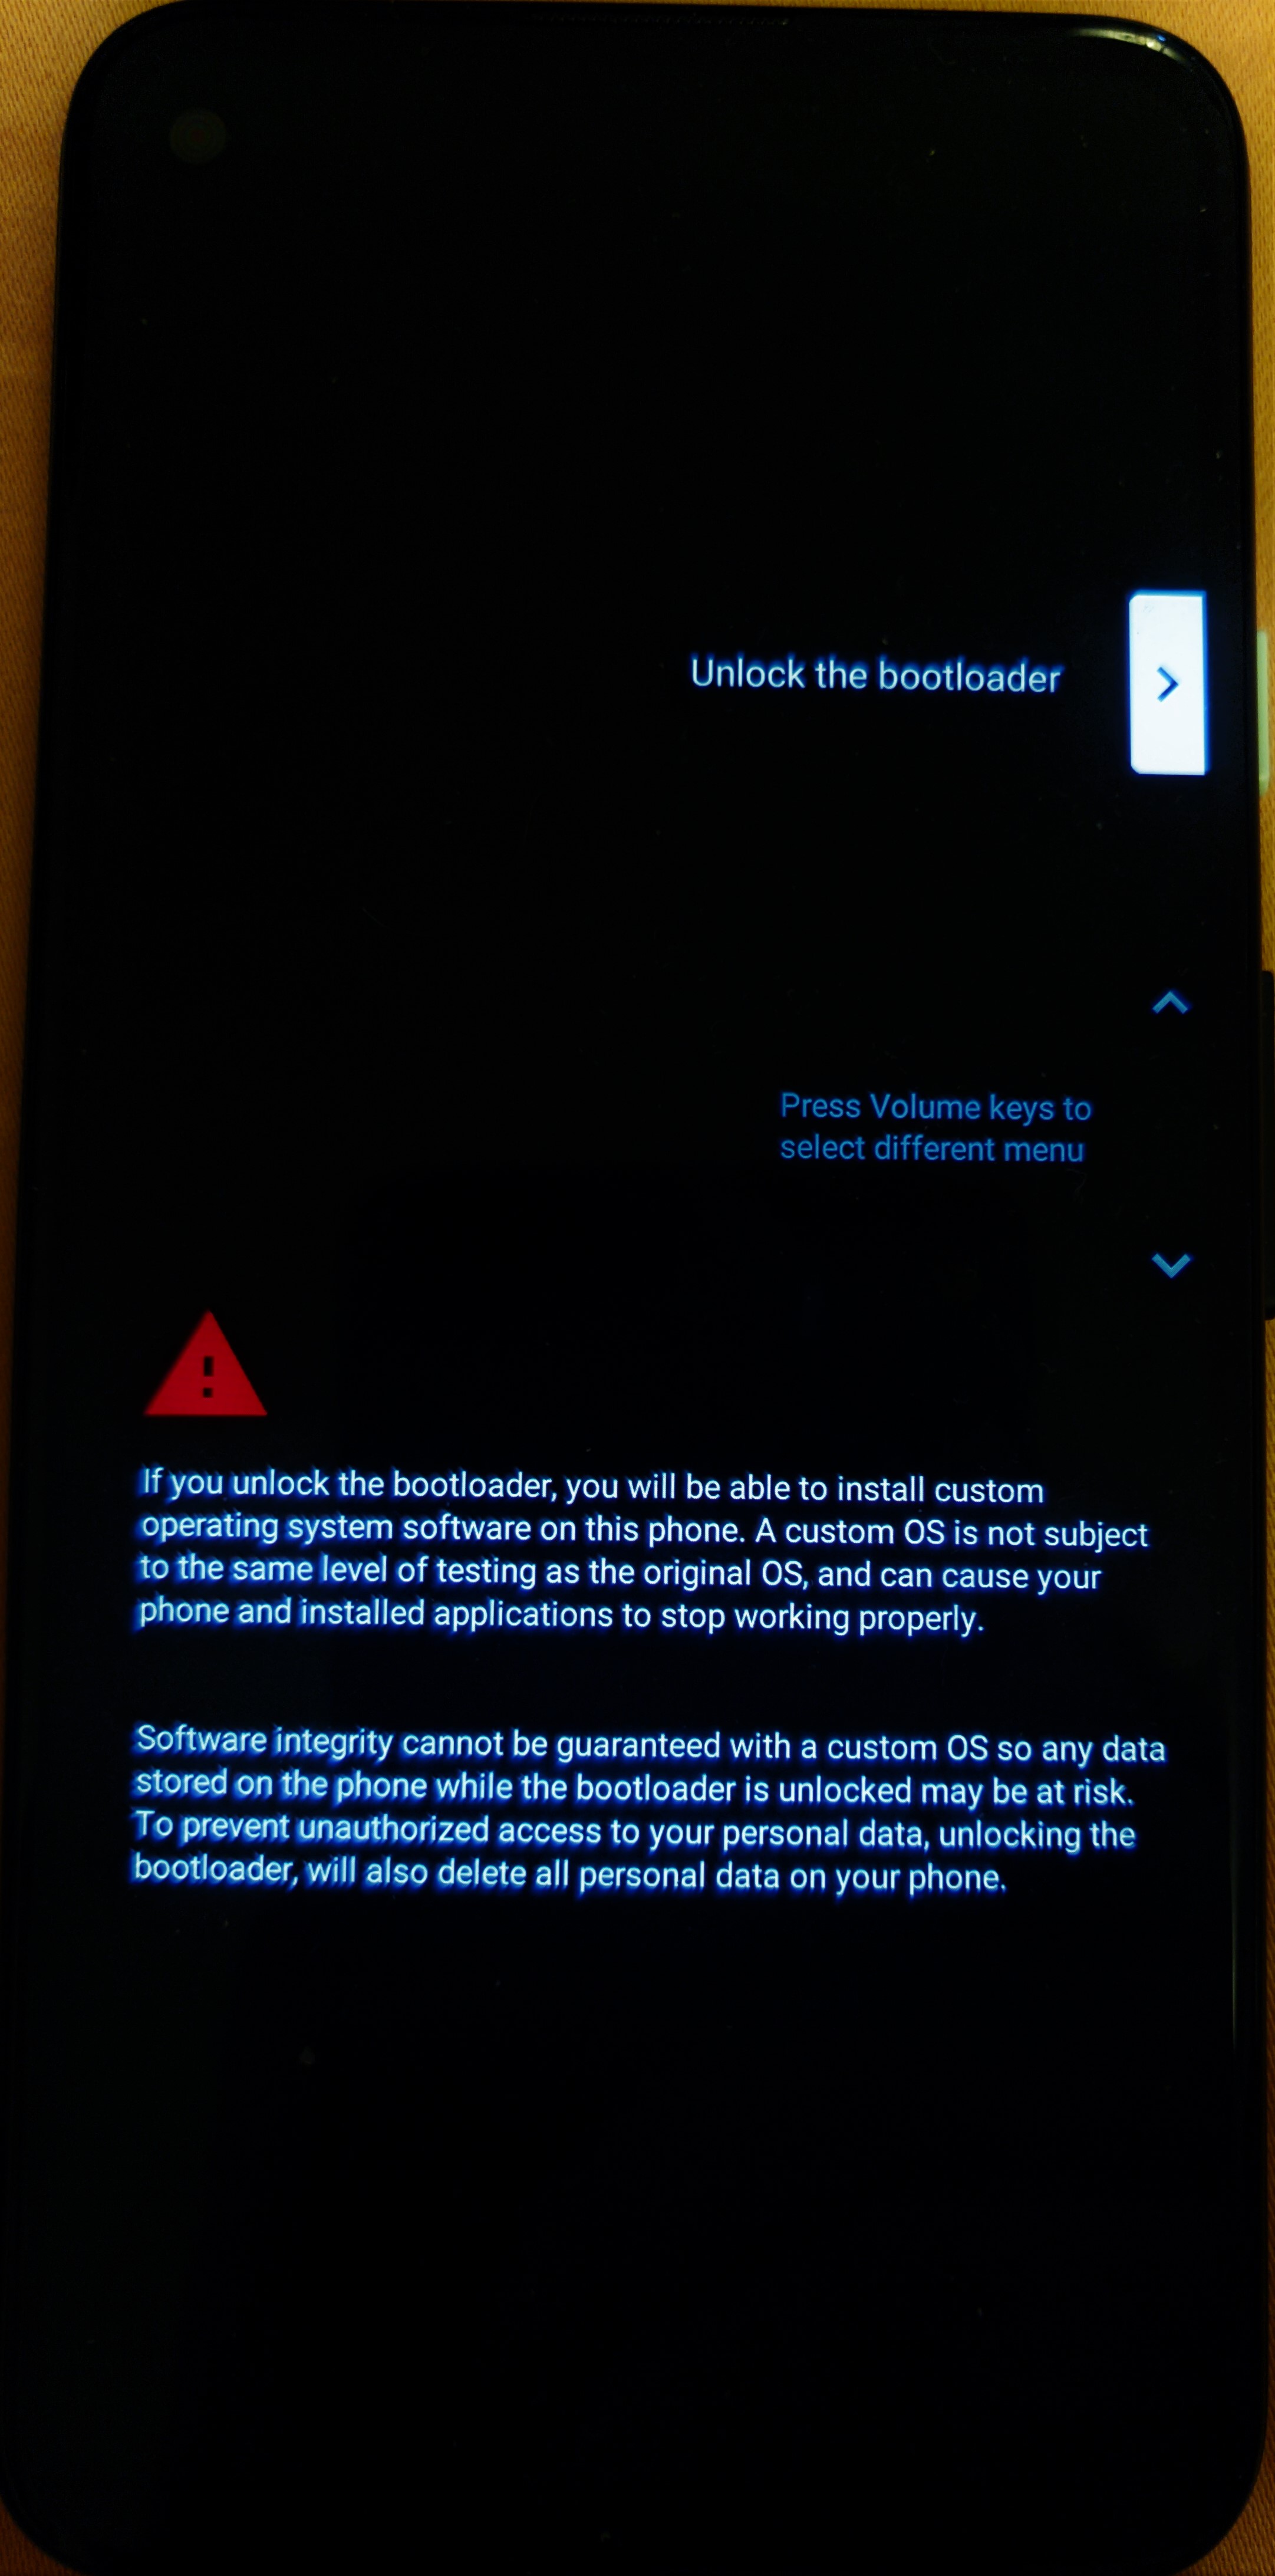 Unlock the bootloader
Press Volume keys to
select different menu
If you unlock the bootloader, you will be able to install custom
operating system software on this phone. A custom OS is not subject
to the same level of testing as the original OS, and can cause your
phone and installed applications to stop working properly.
Software integrity cannot be guaranteed with a custom OS so any data
stored on the phone while the bootloader is unlocked may be at risk.
To prevent unauthorized access to your personal data, unlocking the
bootloader, will also delete all personal data on your phone.